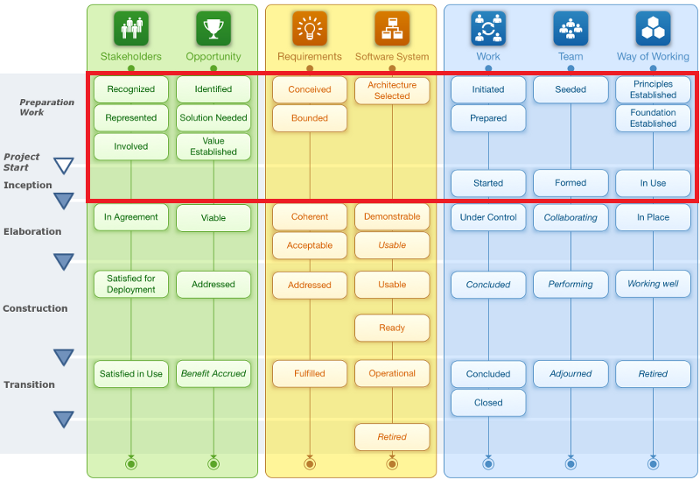 Stakeholders Opportunity Requirements Software System Work Team Way of Working
Preparation
Work
Recognized Identified Conceived Architecture
Selected Initiated Seeded Principles
Established
Represented Solution Needed Bounded Prepared Foundation
Established
Involved Value
Established
Project
Start
Inception
Started Formed In Use
In Agreement Viable Coherent Demonstrable Under Control Collaborating In Place
Elaboration
Acceptable Usable
Satisfied for
Deployment Addressed Addressed Usable Concluded Performing Working well
Construction
Ready
Transition
Satisfied in Use Benefit Accrued Fulfilled Operational Concluded Adjourned Retired
Closed
Retired